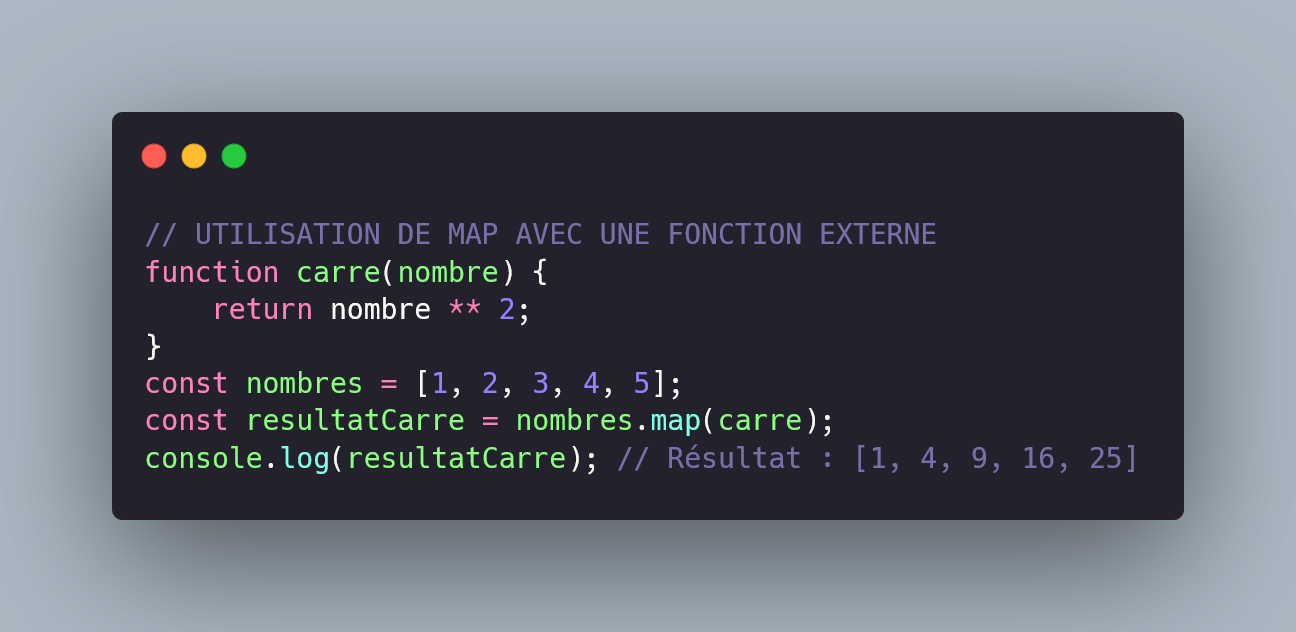 // UTILISATION DE MAP AVEC UNE FONCTION EXTERNE
function carre(nombre) {
    return nombre ** 2;
}
const nombres = [1, 2, 3, 4, 5];
const resultatCarre = nombres.map(carre);
console.log(resultatCarre); // Résultat : [1, 4, 9, 16, 25]